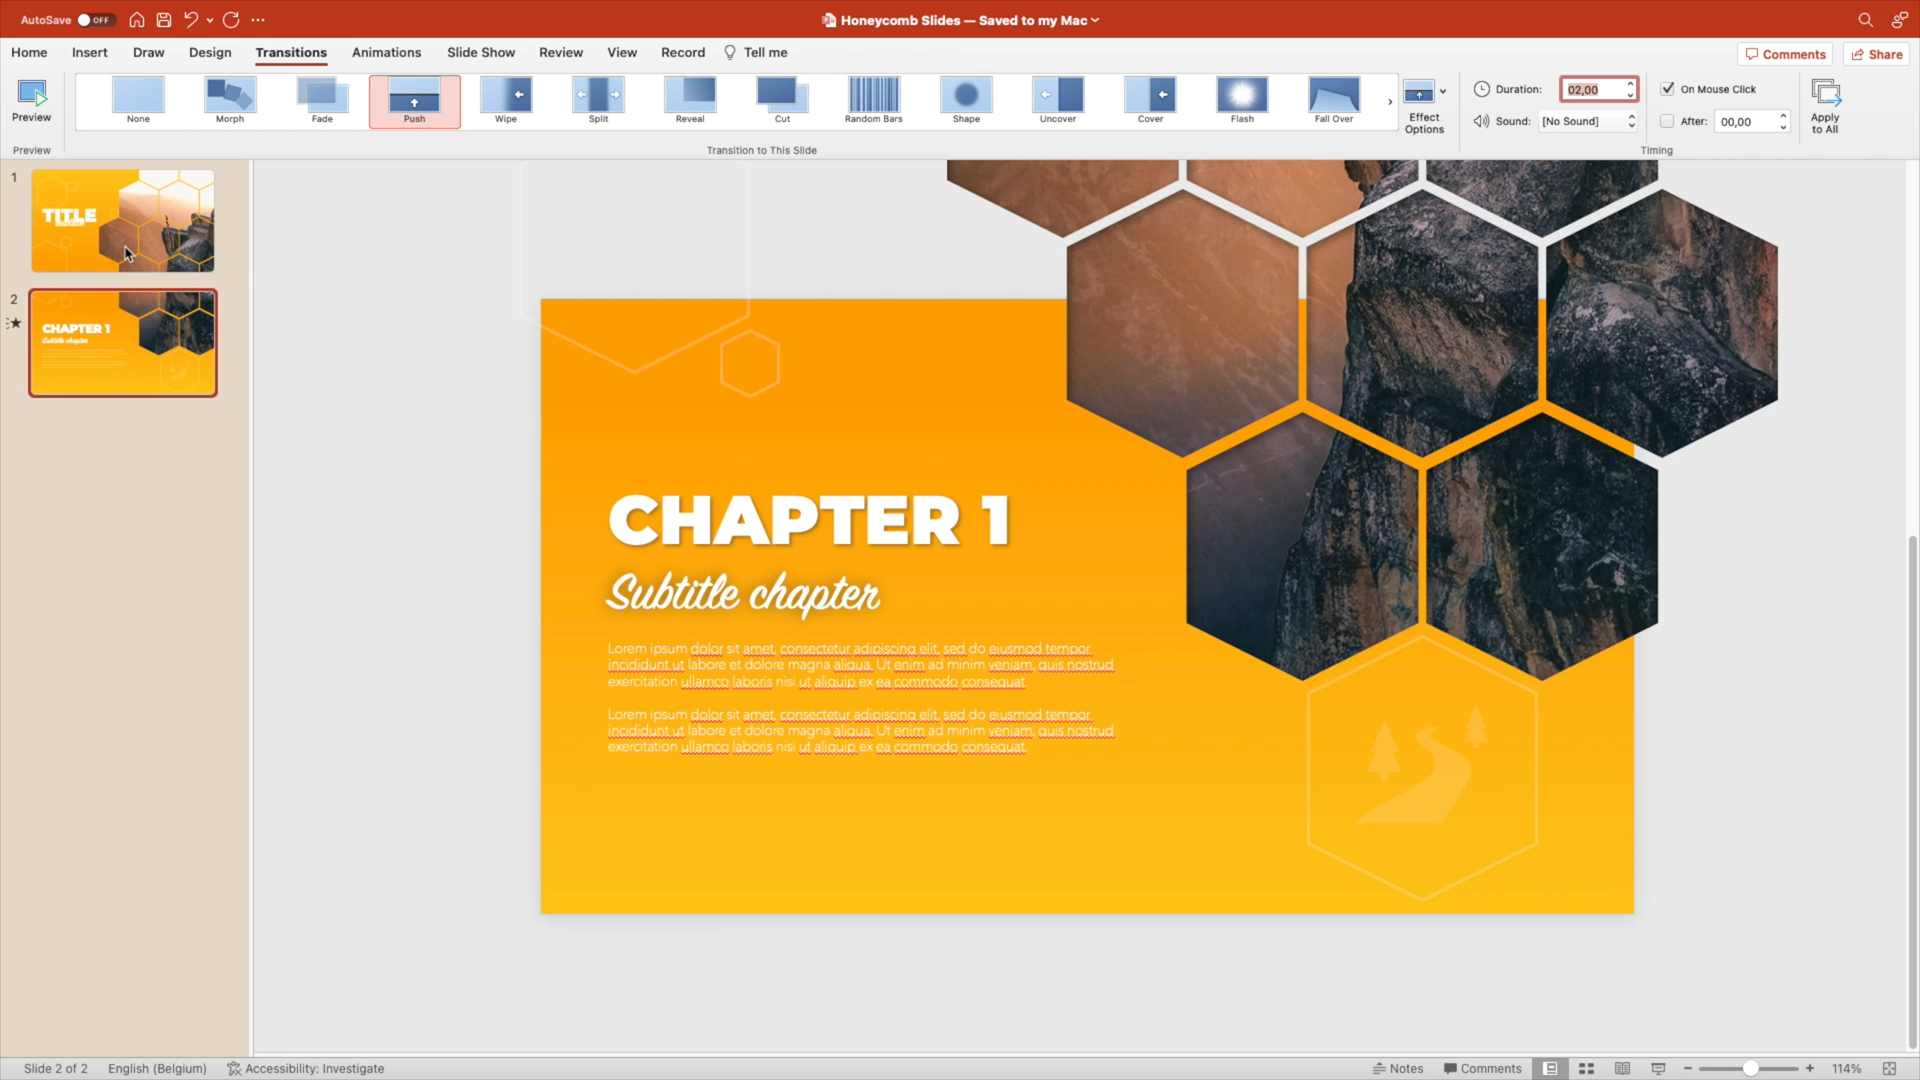 AutoSave OFF
Honeycomb Slides — Saved to my Mac
Home Insert Draw Design Transitions Animations Slide Show Review View Record Tell me
Comments Share
Preview
None Morph Fade Push Wipe Split Reveal Cut Random Bars Shape Uncover Cover Flash Fall Over
Effect
Options
Duration: 02,00
On Mouse Click
Sound: [No Sound]
After: 00,00
Apply
to All
Preview
Transition to This Slide
Timing
1
TITLE
2
CHAPTER 1
Subtitle chapter
CHAPTER 1
Subtitle chapter
Lorem ipsum dolor sit amet, consectetur adipiscing elit, sed do eiusmod tempor
incididunt ut labore et dolore magna aliqua. Ut enim ad minim veniam, quis nostrud
exercitation ullamco laboris nisi ut aliquip ex ea commodo consequat.
Lorem ipsum dolor sit amet, consectetur adipiscing elit, sed do eiusmod tempor
incididunt ut labore et dolore magna aliqua. Ut enim ad minim veniam, quis nostrud
exercitation ullamco laboris nisi ut aliquip ex ea commodo consequat.
Slide 2 of 2 English (Belgium) Accessibility: Investigate
Notes Comments 114%